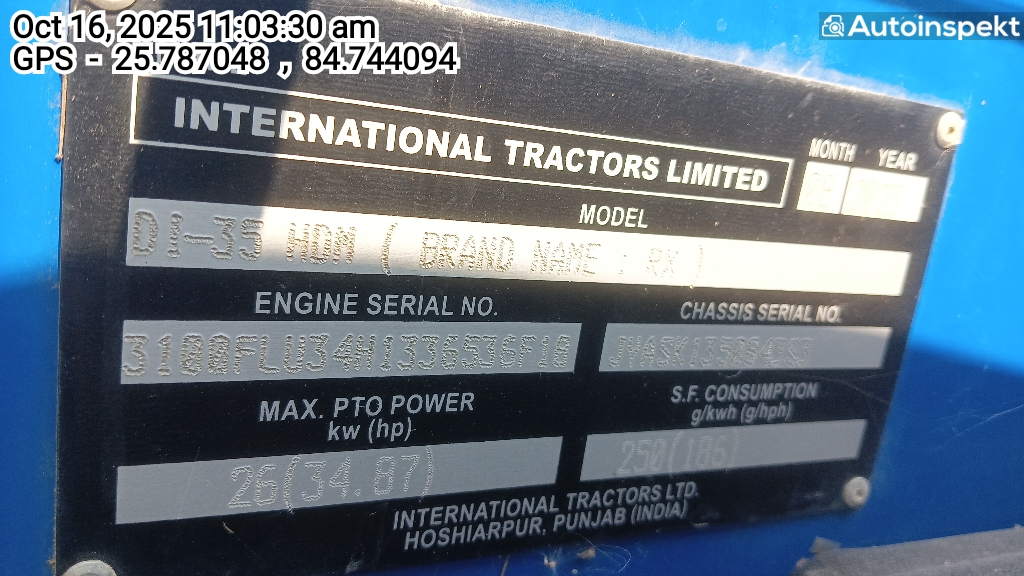 Oct 16, 2025 11:03:30 am
GPS - 25.787048 , 84.744094
Autoinspekt
INTERNATIONAL TRACTORS LIMITED
MONTH YEAR
MODEL
DI-35 HDM ( BRAND NAME : RX )
ENGINE SERIAL NO.
CHASSIS SERIAL NO.
MAX. PTO POWER
kw (hp)
S.F. CONSUMPTION
g/kwh (g/hph)
26(34.87)
250(186)
INTERNATIONAL TRACTORS LTD.
HOSHIARPUR, PUNJAB (INDIA)